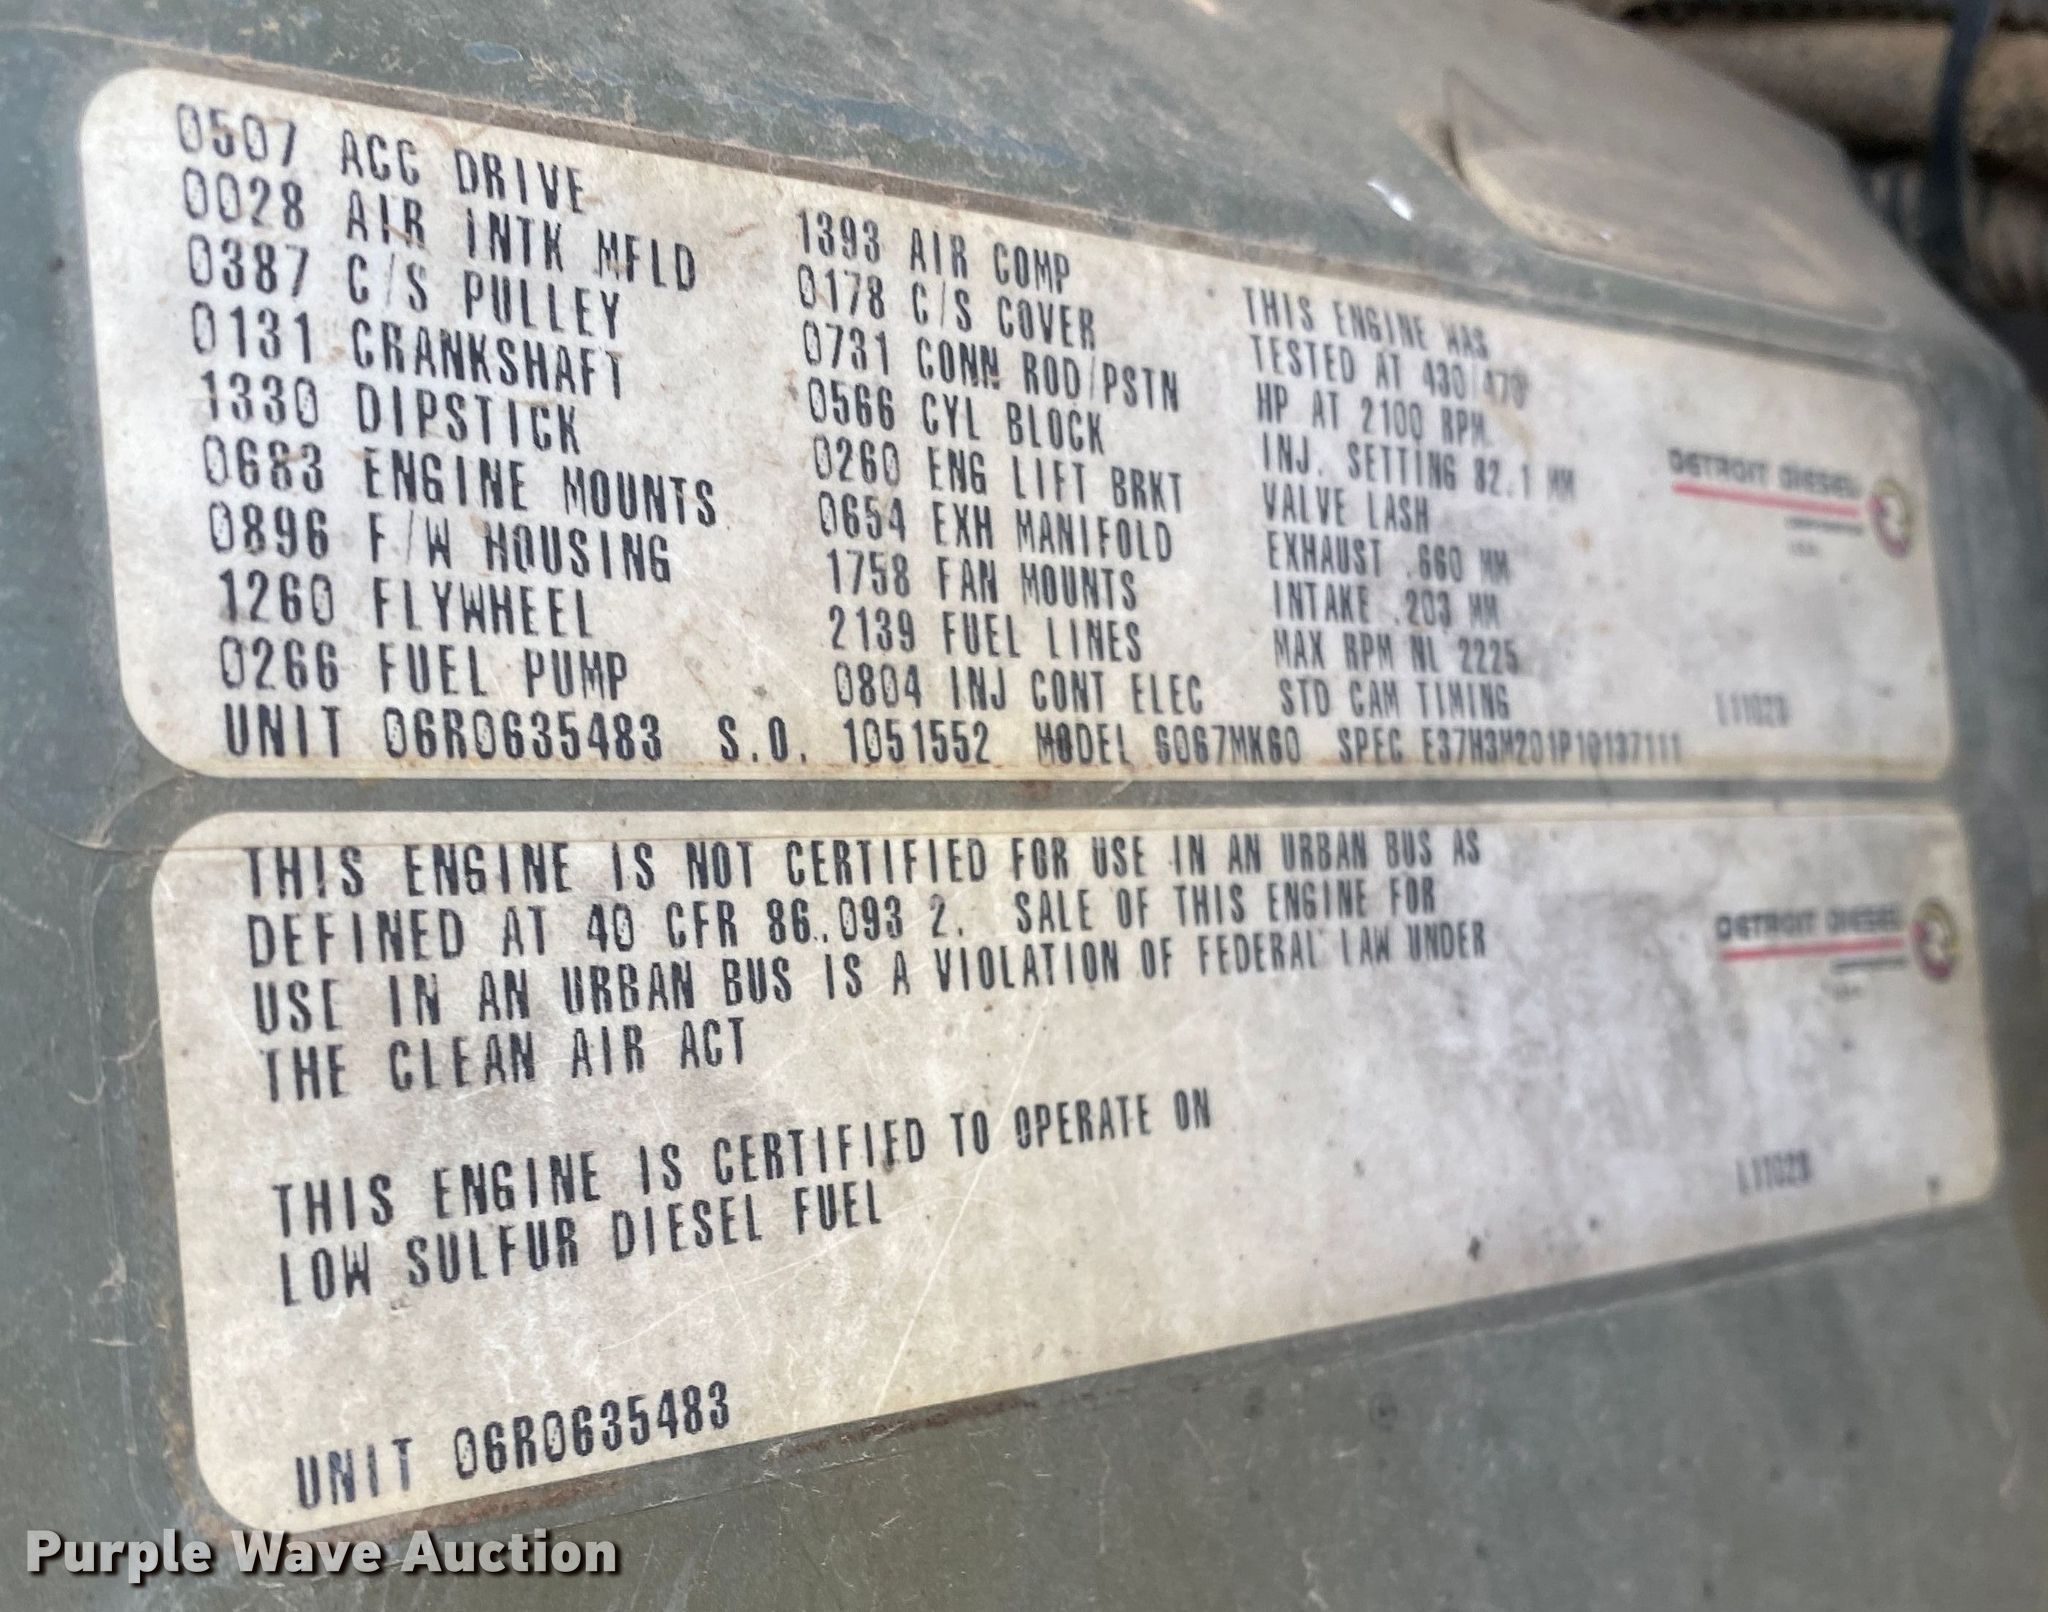 0507 ACC DRIVE
0028 AIR INTK MFLD
0387 C/S PULLEY
0131 CRANKSHAFT
1330 DIPSTICK
0683 ENGINE MOUNTS
0896 F/W HOUSING
1260 FLYWHEEL
0266 FUEL PUMP
1393 AIR COMP
0178 C/S COVER
0731 CONN ROD/PSTN
0566 CYL BLOCK
0260 ENG LIFT BRKT
0654 EXH MANIFOLD
1758 FAN MOUNTS
2139 FUEL LINES
0804 INJ CONT ELEC
THIS ENGINE WAS
TESTED AT 430/470
HP AT 2100 RPM.
INJ. SETTING 82.1 MM
VALVE LASH
EXHAUST .660 MM
INTAKE .203 MM
MAX RPM NL 2225
STD CAM TIMING
DETROIT DIESEL
L11028
UNIT 06R0635483 S.O. 1051552 MODEL 6067MK60 SPEC
THIS ENGINE IS NOT CERTIFIED FOR USE IN AN URBAN BUS AS
DEFINED AT 40 CFR 86.093 2. SALE OF THIS ENGINE FOR
USE IN AN URBAN BUS IS A VIOLATION OF FEDERAL LAW UNDER
THE CLEAN AIR ACT
THIS ENGINE IS CERTIFIED TO OPERATE ON
LOW SULFUR DIESEL FUEL
DETROIT DIESEL
L11028
UNIT 06R0635483
Purple Wave Auction